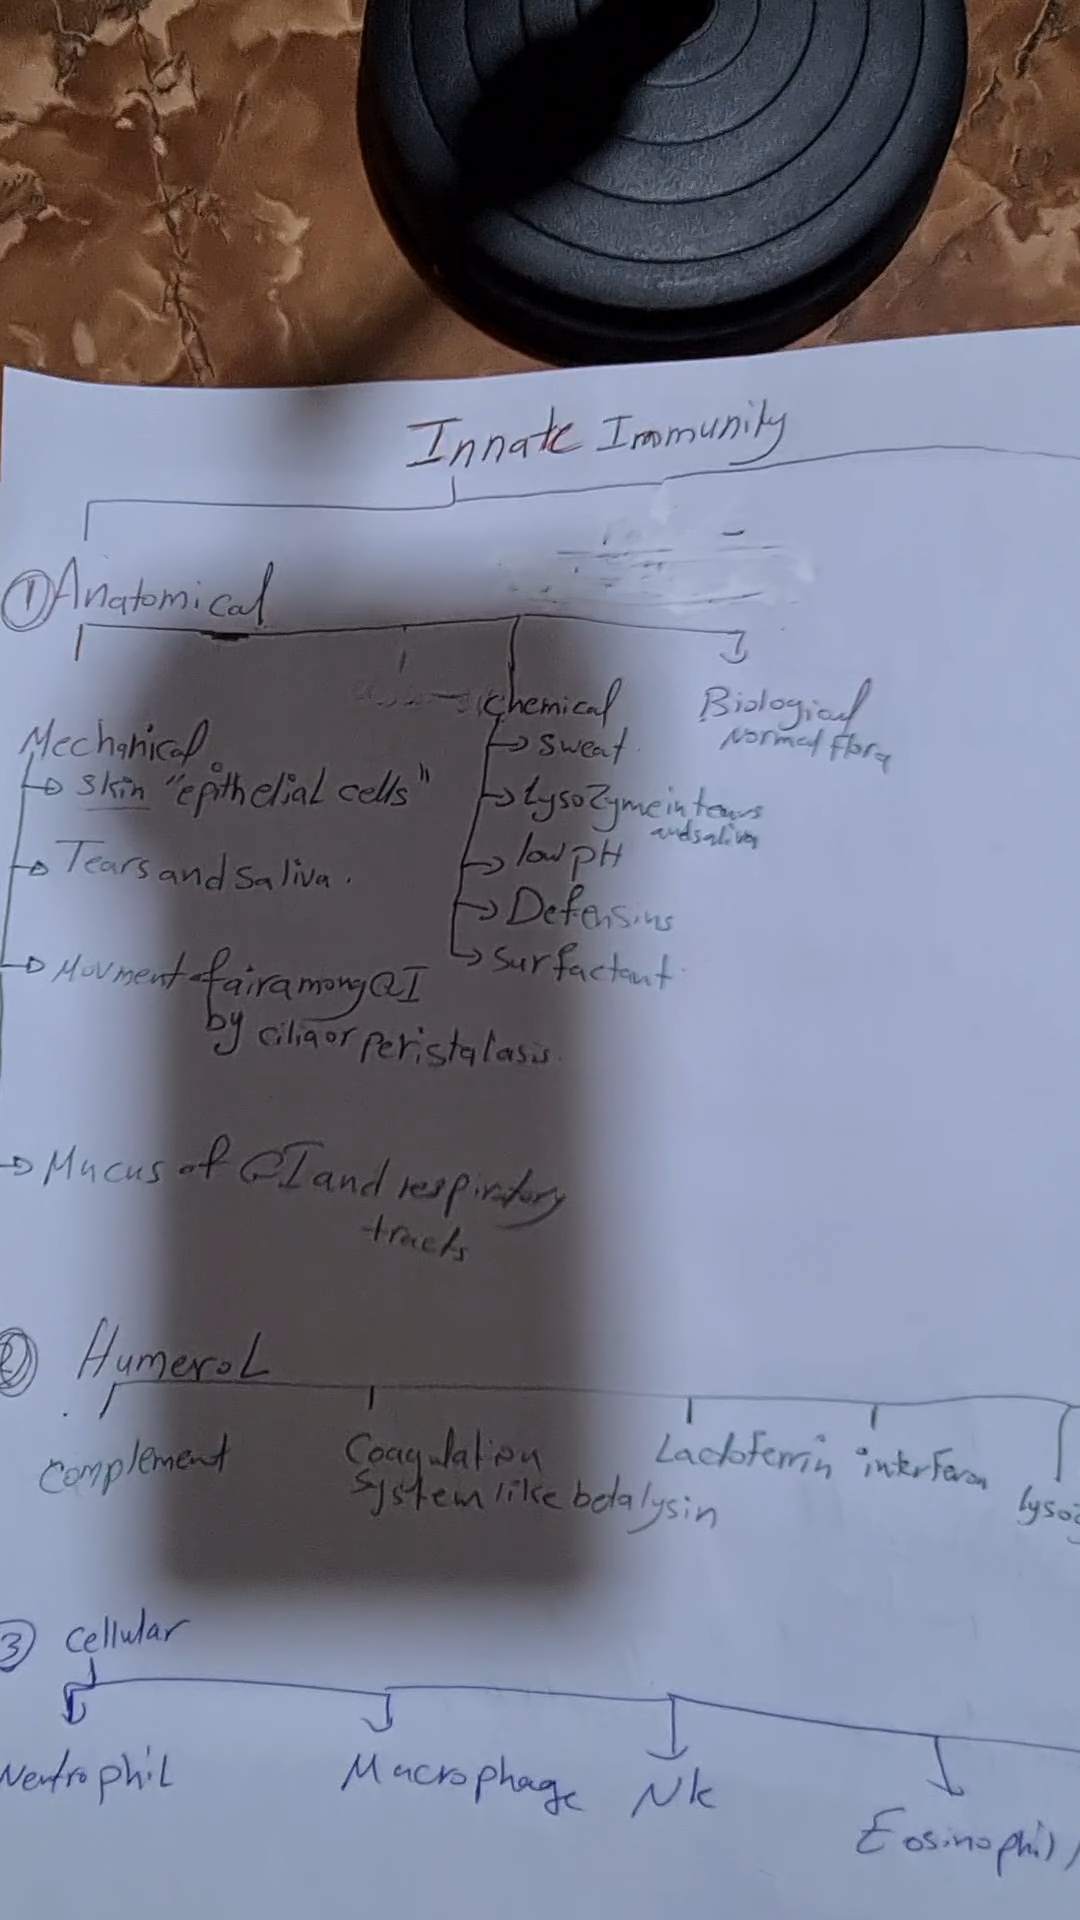 Innate Immunity
① Anatomical
Mechanical
Skin "epithelial cells"
Tears and saliva.
Movment of air among GI
by cilia or peristalasis.
Mucus of GI and respiratory
tracts
chemical
sweat.
Lysozyme in tears
and saliva
low pH
Defensins
surfactant.
Biological
Normal flora
② Humerol
complement
Coagulation
system like betalysin
Lactoferrin
interferon
③ cellular
Neutrophil
Macrophage
Nk
Eosinophil